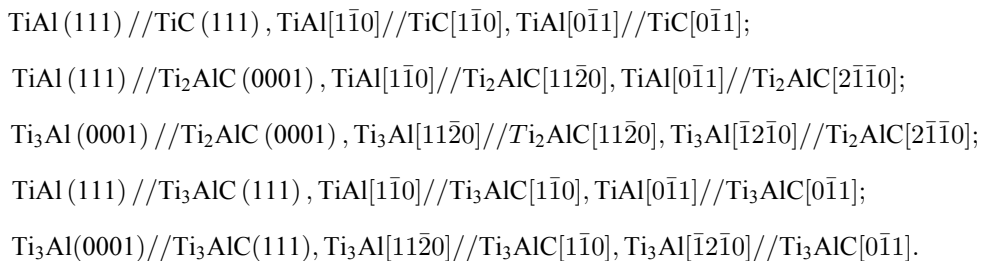 TiAl (111) //TiC (111) , TiAl[11̄0]//TiC[11̄0], TiAl[01̄1]//TiC[01̄1];
TiAl (111) //Ti₂AlC (0001) , TiAl[11̄0]//Ti₂AlC[112̄0], TiAl[01̄1]//Ti₂AlC[21̄1̄0];
Ti₃Al (0001) //Ti₂AlC (0001) , Ti₃Al[112̄0]//Ti₂AlC[112̄0], Ti₃Al[1̄21̄0]//Ti₂AlC[21̄1̄0];
TiAl (111) //Ti₃AlC (111) , TiAl[11̄0]//Ti₃AlC[11̄0], TiAl[01̄1]//Ti₃AlC[01̄1];
Ti₃Al(0001)//Ti₃AlC(111), Ti₃Al[112̄0]//Ti₃AlC[11̄0], Ti₃Al[1̄21̄0]//Ti₃AlC[01̄1].